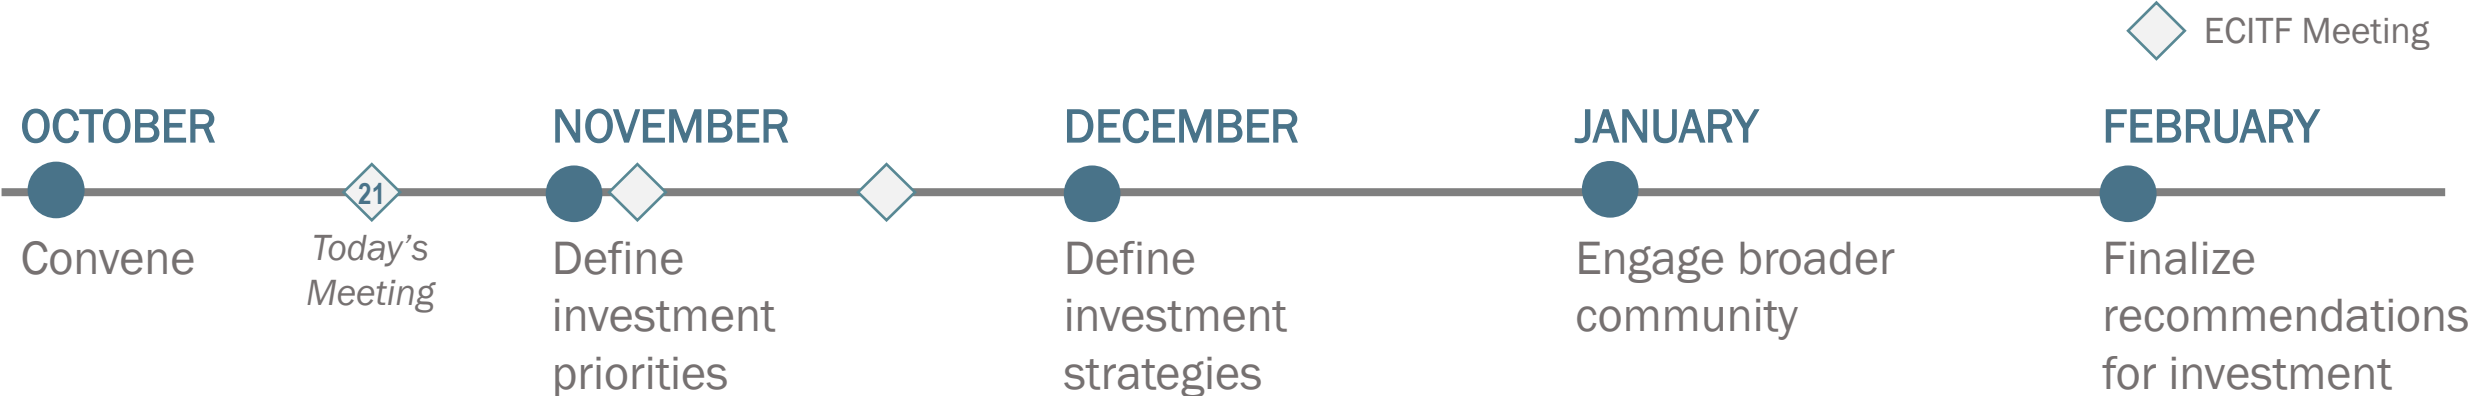 ECITF Meeting
OCTOBER
NOVEMBER
DECEMBER
JANUARY
FEBRUARY
21
Convene
Today's
Meeting
Define
investment
priorities
Define
investment
strategies
Engage broader
community
Finalize
recommendations
for investment